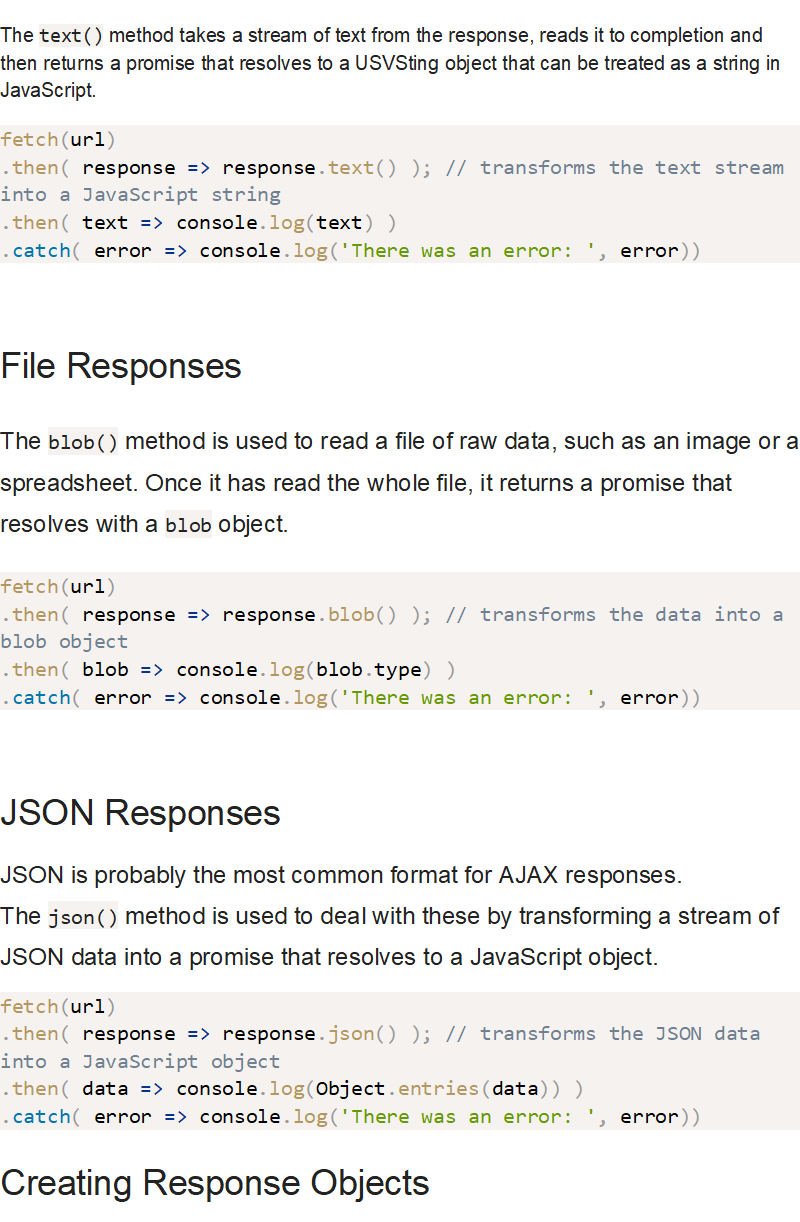 The text() method takes a stream of text from the response, reads it to completion and
then returns a promise that resolves to a USVSting object that can be treated as a string in
JavaScript.
fetch(url)
.then( response => response.text() ); // transforms the text stream
into a JavaScript string
.then( text => console.log(text) )
.catch( error => console.log('There was an error: ', error))
File Responses
The blob() method is used to read a file of raw data, such as an image or a
spreadsheet. Once it has read the whole file, it returns a promise that
resolves with a blob object.
fetch(url)
.then( response => response.blob() ); // transforms the data into a
blob object
.then( blob => console.log(blob.type) )
.catch( error => console.log('There was an error: ', error))
JSON Responses
JSON is probably the most common format for AJAX responses.
The json() method is used to deal with these by transforming a stream of
JSON data into a promise that resolves to a JavaScript object.
fetch(url)
.then( response => response.json() ); // transforms the JSON data
into a JavaScript object
.then( data => console.log(Object.entries(data)) )
.catch( error => console.log('There was an error: ', error))
Creating Response Objects